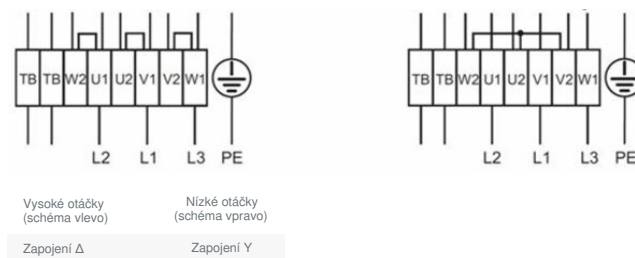 TB TB W2 U1 U2 V1 V2 W1
L2 L1 L3 PE
TB TB W2 U1 U2 V1 V2 W1
L2 L1 L3 PE
Vysoké otáčky
(schéma vlevo)
Nízké otáčky
(schéma vpravo)
Zapojení Δ
Zapojení Y